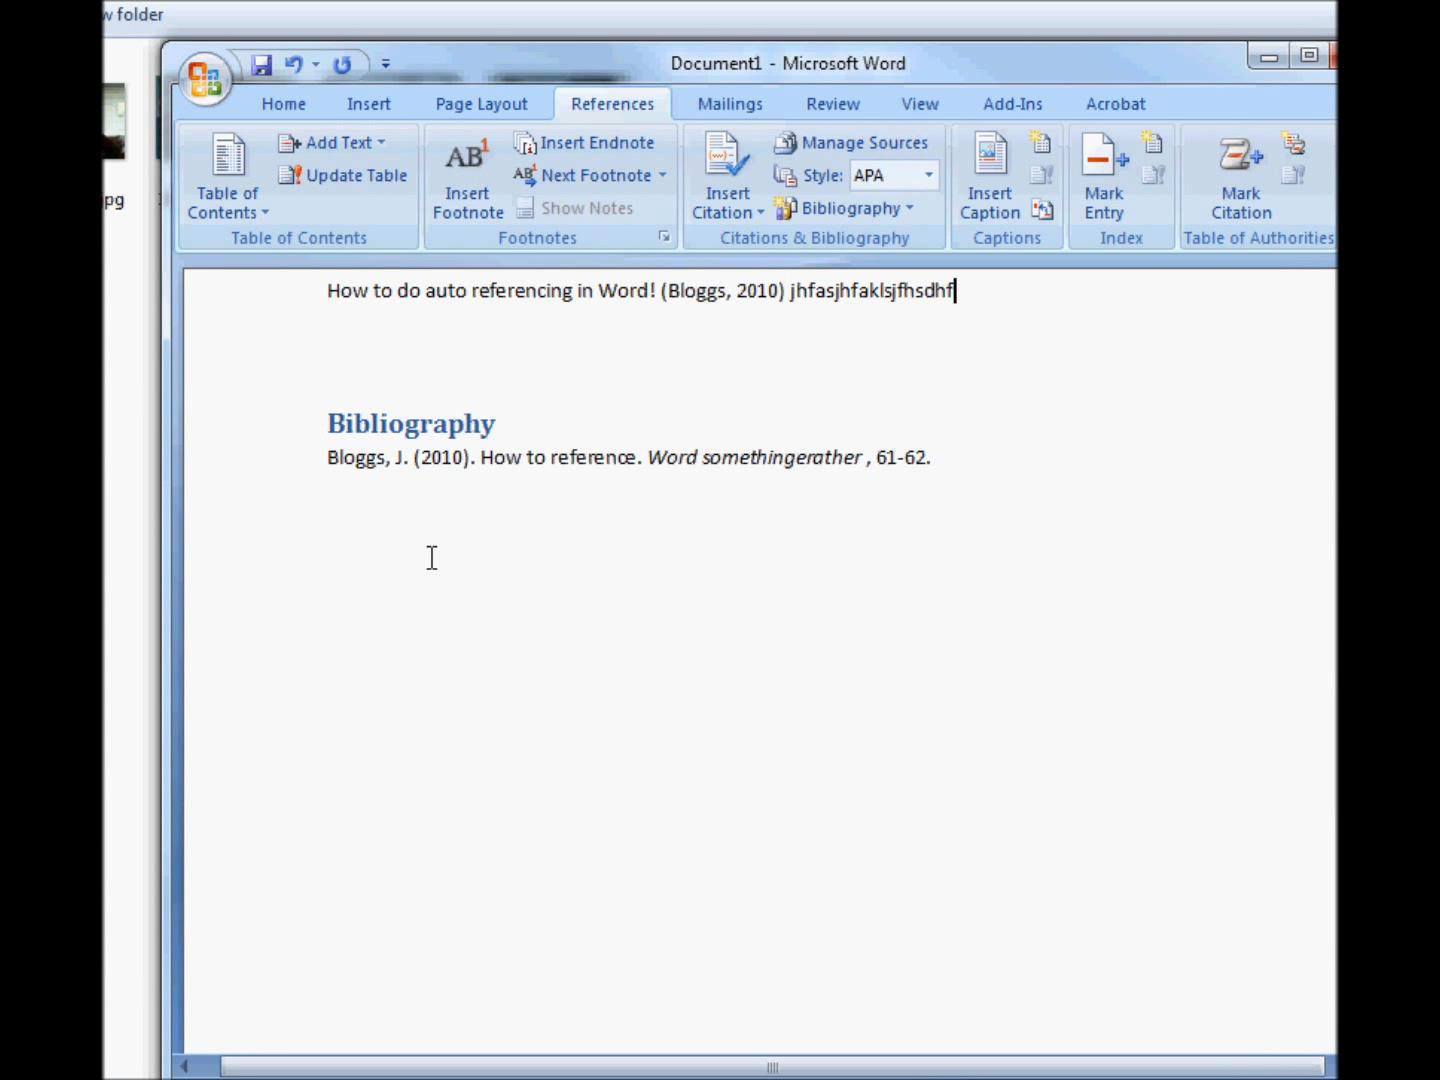 w folder
Document1 - Microsoft Word
Home Insert Page Layout References Mailings Review View Add-Ins Acrobat
Table of Contents
Add Text
Update Table
Table of Contents
AB1
Insert Footnote
Insert Endnote
AB1 Next Footnote
Show Notes
Footnotes
Insert Citation
Manage Sources
Style: APA
Bibliography
Citations & Bibliography
Insert Caption
Captions
Mark Entry
Index
Mark Citation
Table of Authorities
pg
How to do auto referencing in Word! (Bloggs, 2010) jhfasjhfaklsjfhsdhf
Bibliography
Bloggs, J. (2010). How to reference. Word somethingerather , 61-62.